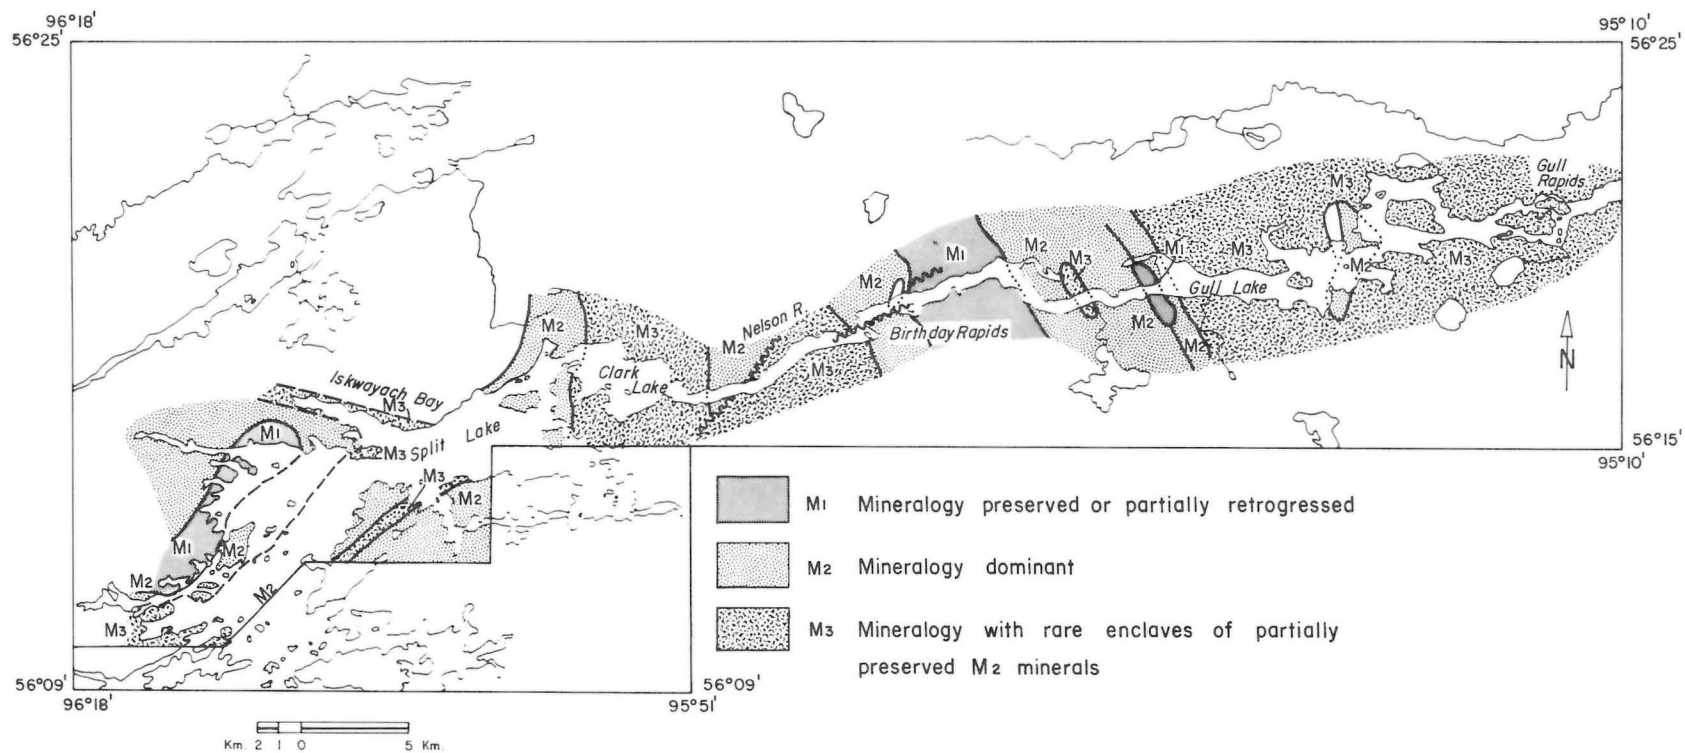 96°18'
95°10'
56°25'
56°25'
Gull
Rapids
M3
M1
M2
M3
M1
M3
M2
M3
M2
Gull Lake
Nelson R.
M2
M3
M2
Birthday Rapids
M2
M2
M3
Clark
Lake
M3
Iskwayach Bay
M3
M1
Split Lake
?M3
56°15'
95°10'
M3
M2
M1
M2
M2
M2
M3
M1 Mineralogy preserved or partially retrogressed
M2 Mineralogy dominant
M3 Mineralogy with rare enclaves of partially
preserved M2 minerals
N
56°09'
56°09'
96°18'
95°51'
Km. 2 1 0 5 Km.